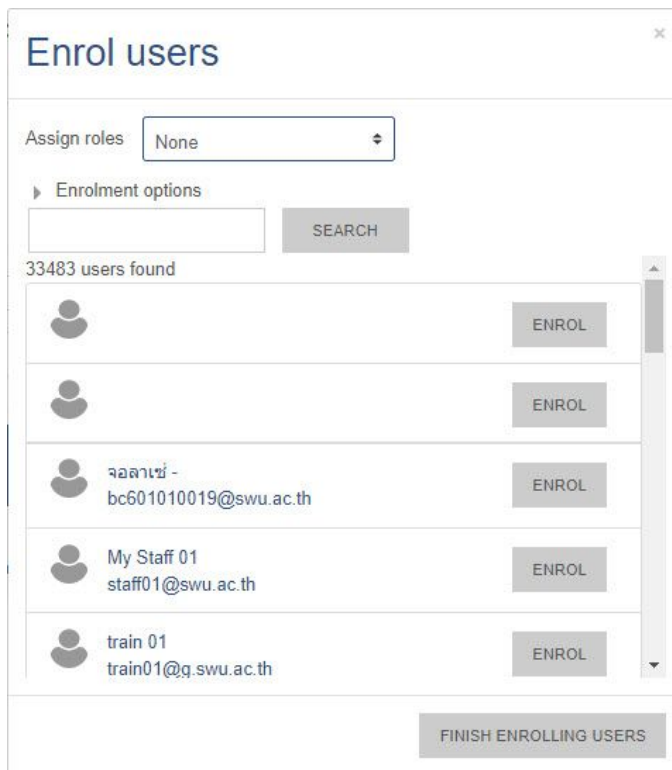 Enrol users
×
Assign roles None
Enrolment options
SEARCH
33483 users found
ENROL
ENROL
จอลาเซ่ -
bc601010019@swu.ac.th
ENROL
My Staff 01
staff01@swu.ac.th
ENROL
train 01
train01@g.swu.ac.th
ENROL
FINISH ENROLLING USERS